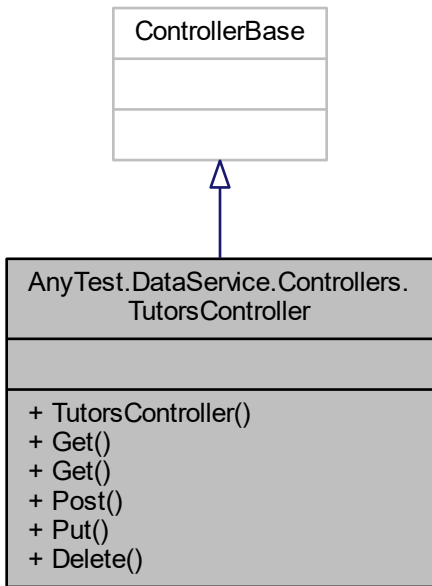 ControllerBase
AnyTest.DataService.Controllers.
TutorsController
+ TutorsController()
+ Get()
+ Get()
+ Post()
+ Put()
+ Delete()